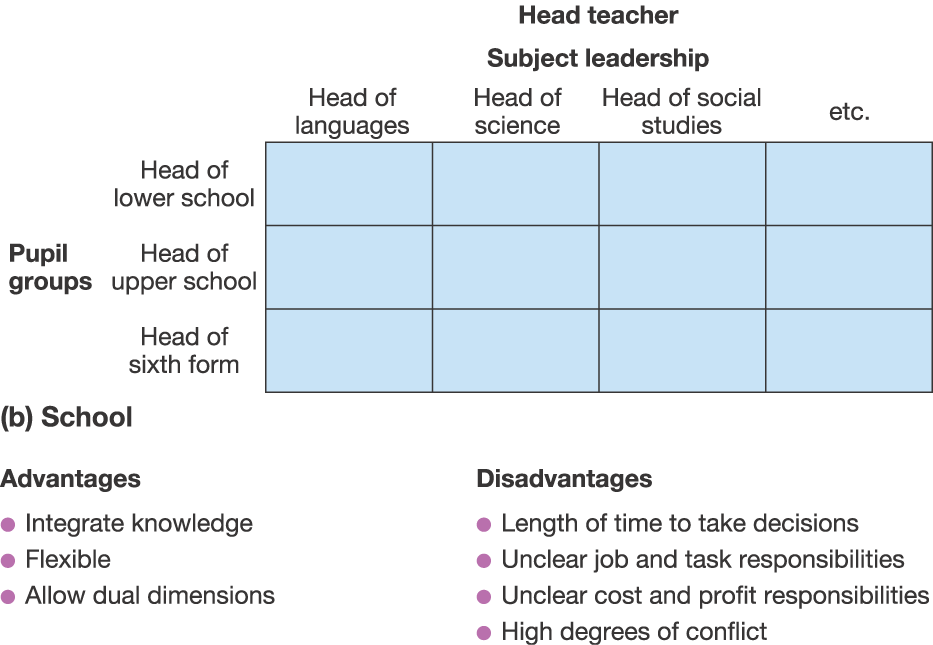 Head teacher
Subject leadership
Head of
languages
Head of
science
Head of social
studies
etc.
Head of
lower school
Pupil
groups
Head of
upper school
Head of
sixth form
(b) School
Advantages
● Integrate knowledge
● Flexible
● Allow dual dimensions
Disadvantages
● Length of time to take decisions
● Unclear job and task responsibilities
● Unclear cost and profit responsibilities
● High degrees of conflict